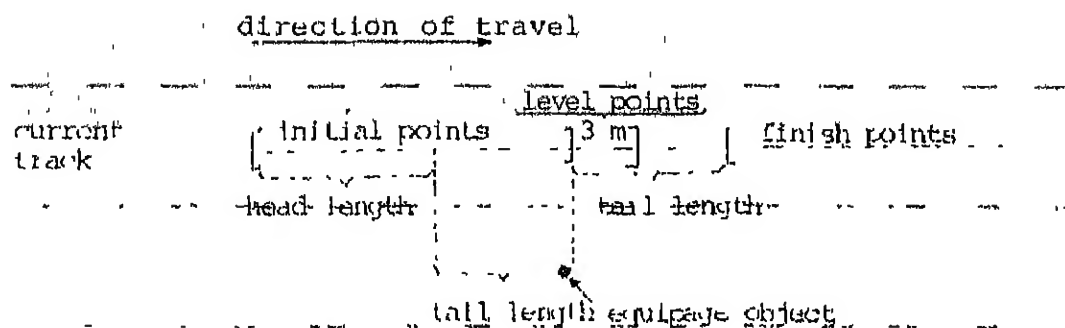 direction of travel
level points
current initial points 3 m finish points
track
head length tail length
tail length equipage object